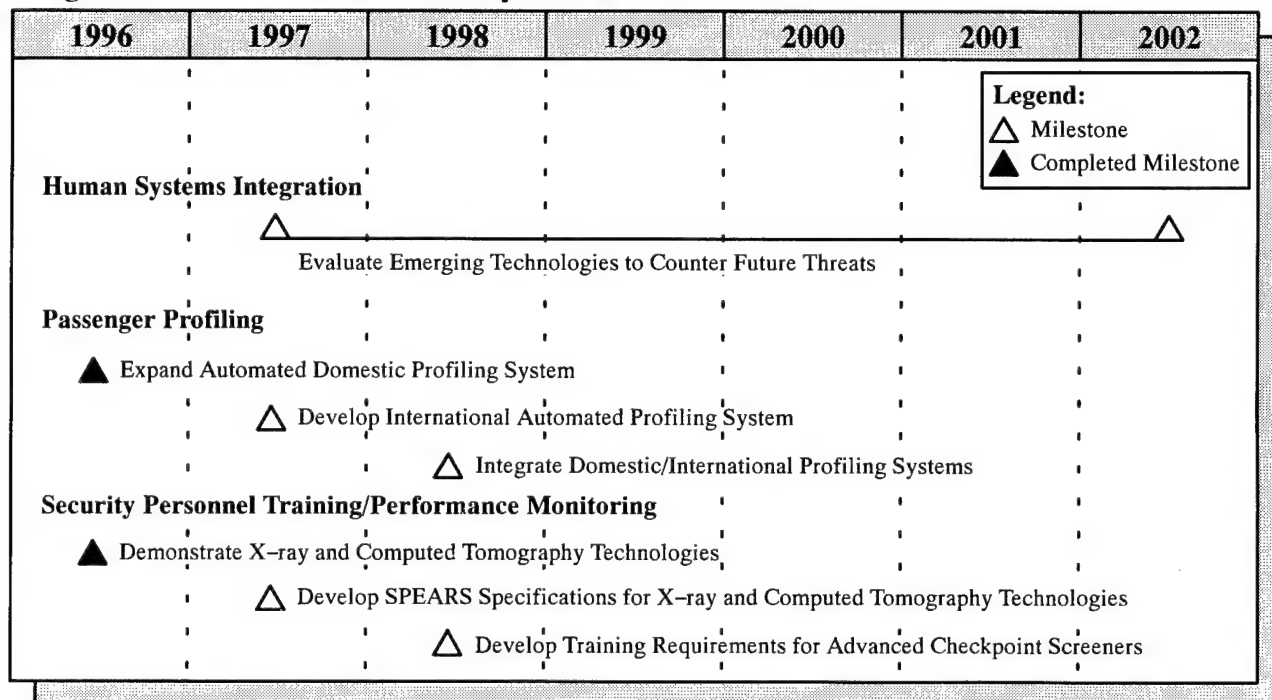 1996 1997 1998 1999 2000 2001 2002
Legend:
Milestone
Completed Milestone
Human Systems Integration
Evaluate Emerging Technologies to Counter Future Threats
Passenger Profiling
Expand Automated Domestic Profiling System
Develop International Automated Profiling System
Integrate Domestic/International Profiling Systems
Security Personnel Training/Performance Monitoring
Demonstrate X–ray and Computed Tomography Technologies
Develop SPEARS Specifications for X–ray and Computed Tomography Technologies
Develop Training Requirements for Advanced Checkpoint Screeners